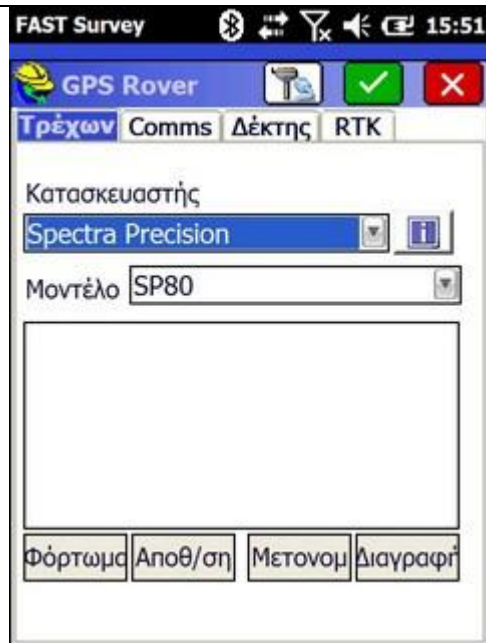 FAST Survey 15:51
GPS Rover
Τρέχων Comms Δέκτης RTK
Κατασκευαστής
Spectra Precision
Μοντέλο SP80
Φόρτωμα Αποθ/ση Μετονομ Διαγραφή